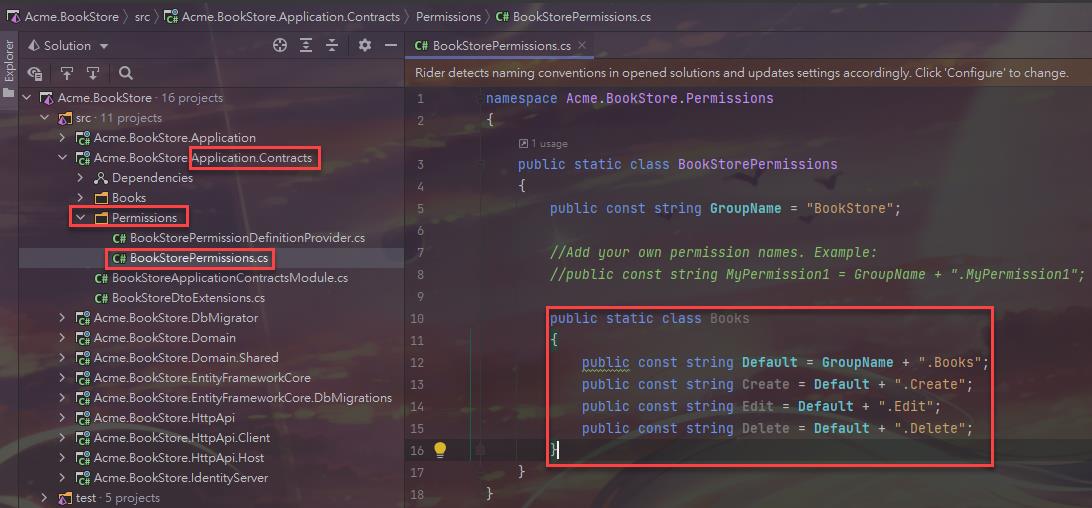 Acme.BookStore 〉 src 〉 Acme.BookStore.Application.Contracts 〉 Permissions 〉 C# BookStorePermissions.cs
Explorer
Solution
Acme.BookStore · 16 projects
src · 11 projects
C# Acme.BookStore.Application
C# Acme.BookStore.Application.Contracts
Dependencies
Books
Permissions
C# BookStorePermissionDefinitionProvider.cs
C# BookStorePermissions.cs
C# BookStoreApplicationContractsModule.cs
C# BookStoreDtoExtensions.cs
C# Acme.BookStore.DbMigrator
C# Acme.BookStore.Domain
C# Acme.BookStore.Domain.Shared
C# Acme.BookStore.EntityFrameworkCore
C# Acme.BookStore.EntityFrameworkCore.DbMigrations
C# Acme.BookStore.HttpApi
C# Acme.BookStore.HttpApi.Client
C# Acme.BookStore.HttpApi.Host
C# Acme.BookStore.IdentityServer
test · 5 projects
C# BookStorePermissions.cs ×
Rider detects naming conventions in opened solutions and updates settings accordingly. Click 'Configure' to change.
1 namespace Acme.BookStore.Permissions
2 {
1 usage
3 public static class BookStorePermissions
4 {
5 public const string GroupName = "BookStore";
6
7 //Add your own permission names. Example:
8 //public const string MyPermission1 = GroupName + ".MyPermission1";
9
10 public static class Books
11 {
12 public const string Default = GroupName + ".Books";
13 public const string Create = Default + ".Create";
14 public const string Edit = Default + ".Edit";
15 public const string Delete = Default + ".Delete";
16 }
17 }
18 }